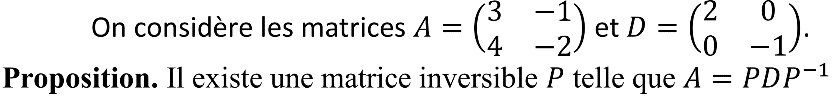 On considère les matrices A = (3 −1 4 −2) et D = (2 0 0 −1).
Proposition. Il existe une matrice inversible P telle que A = PDP⁻¹